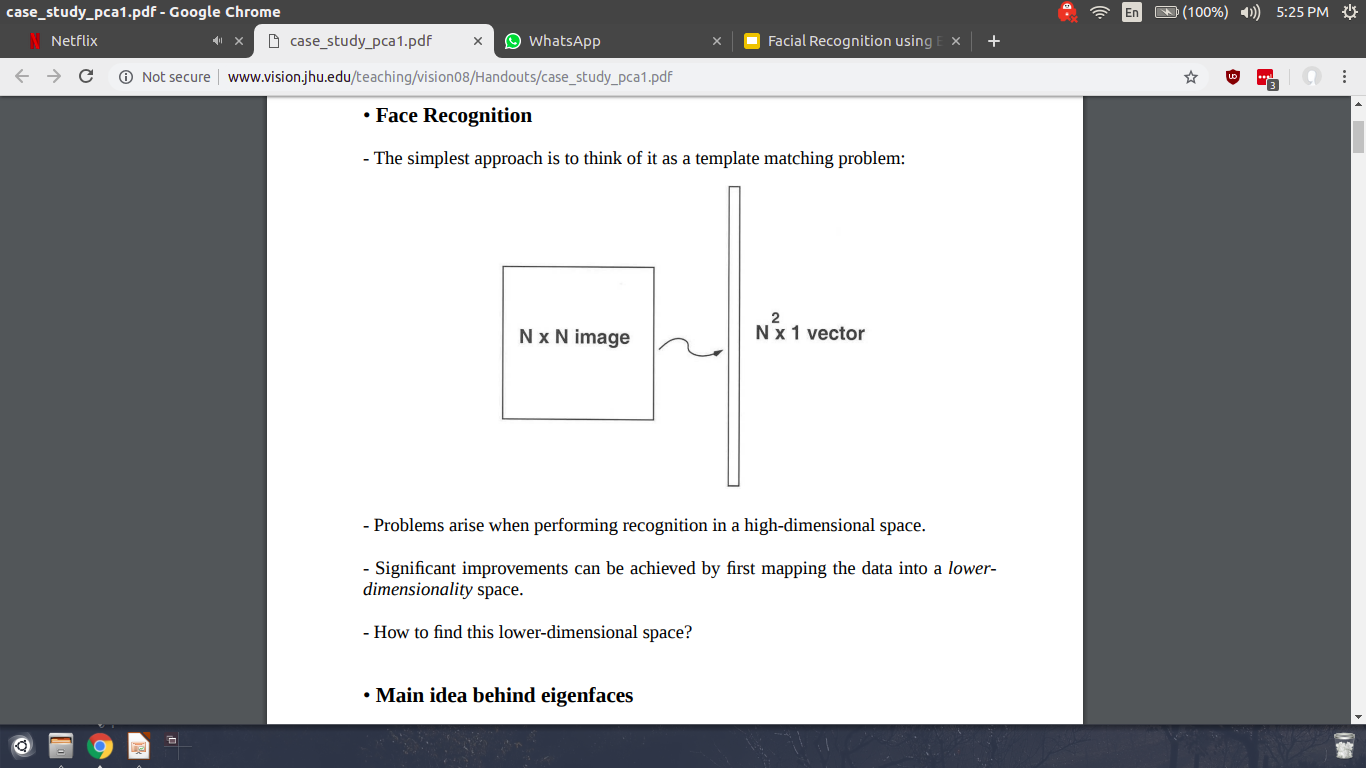 case_study_pca1.pdf - Google Chrome
En
(100%)
5:25 PM
Netflix
case_study_pca1.pdf
WhatsApp
Facial Recognition using E
Not secure
www.vision.jhu.edu/teaching/vision08/Handouts/case_study_pca1.pdf
3
• Face Recognition
- The simplest approach is to think of it as a template matching problem:
N x N image
N² x 1 vector
- Problems arise when performing recognition in a high-dimensional space.
- Significant improvements can be achieved by first mapping the data into a lower-
dimensionality space.
- How to find this lower-dimensional space?
• Main idea behind eigenfaces